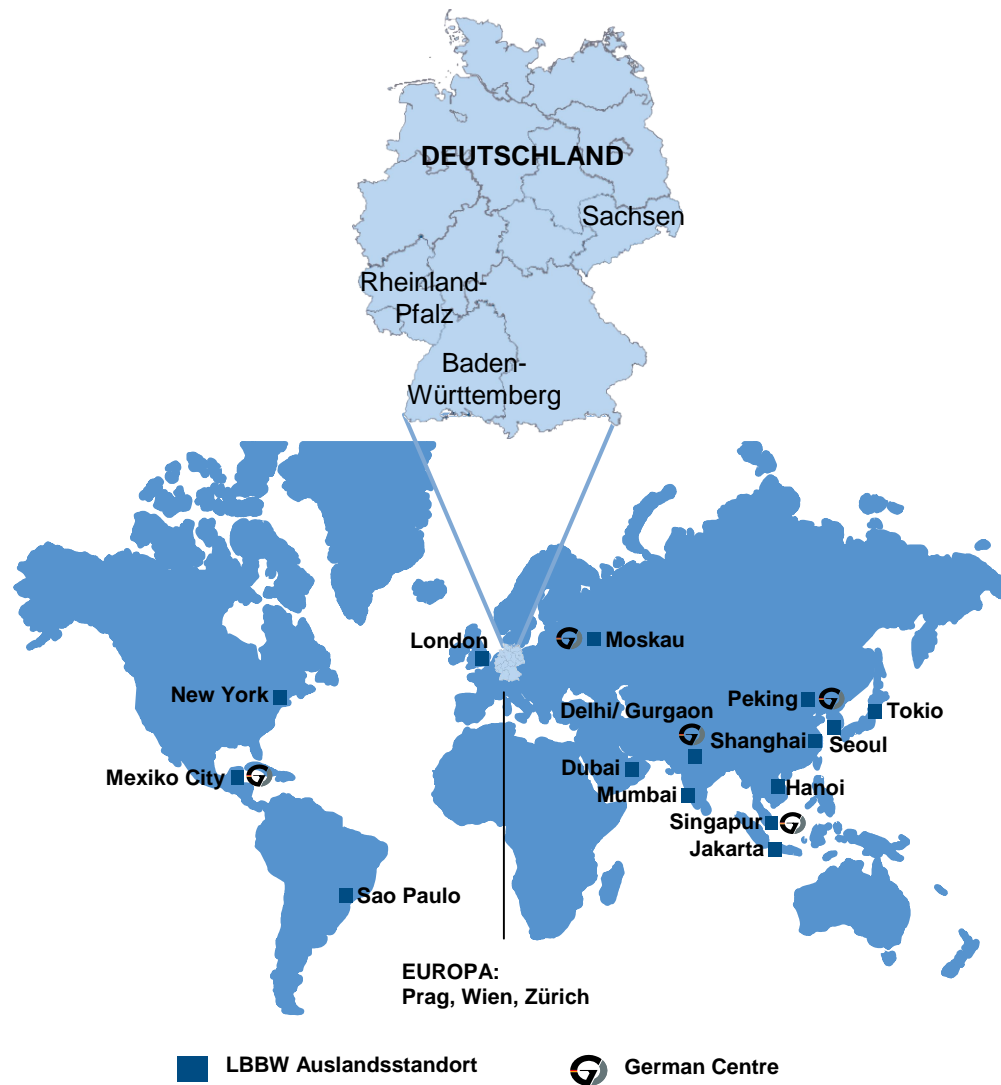 DEUTSCHLAND
Sachsen
Rheinland-
Pfalz
Baden-
Württemberg
London
Moskau
New York
Peking
Tokio
Delhi/ Gurgaon
Shanghai
Seoul
Dubai
Mexiko City
Mumbai
Hanoi
Singapur
Jakarta
Sao Paulo
EUROPA:
Prag, Wien, Zürich
LBBW Auslandsstandort
German Centre